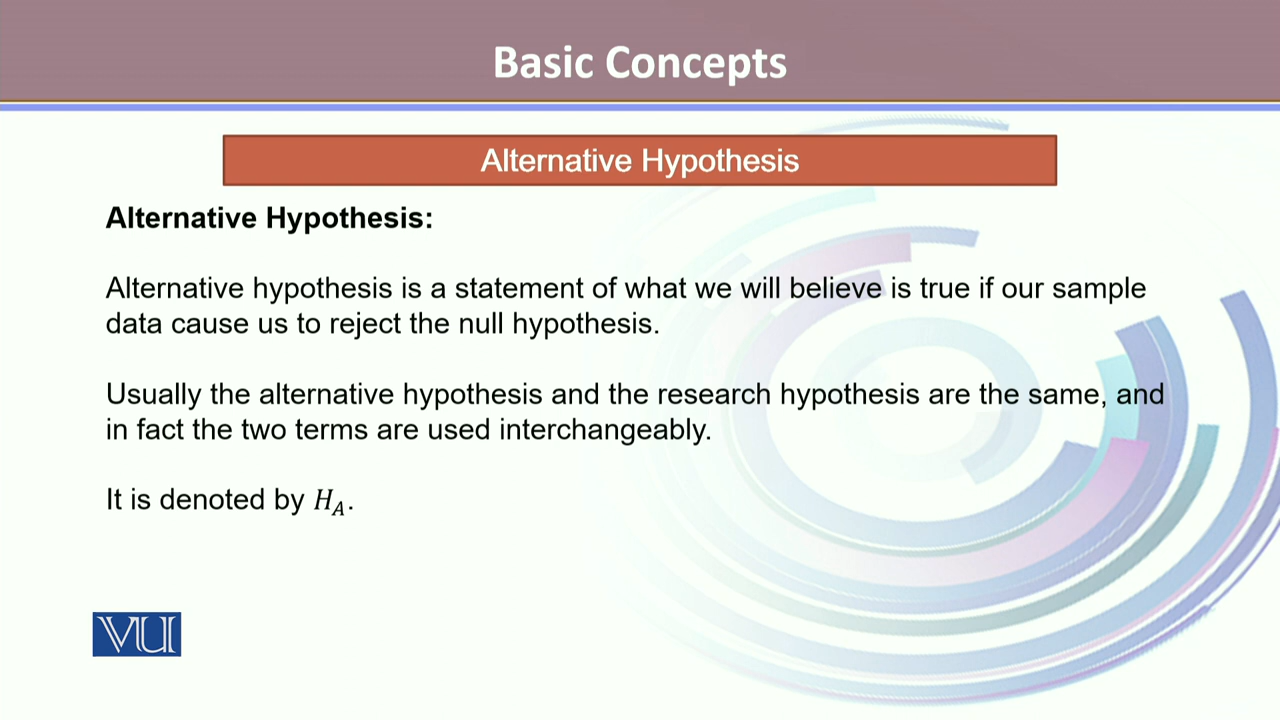 Basic Concepts
Alternative Hypothesis
Alternative Hypothesis:
Alternative hypothesis is a statement of what we will believe is true if our sample
data cause us to reject the null hypothesis.
Usually the alternative hypothesis and the research hypothesis are the same, and
in fact the two terms are used interchangeably.
It is denoted by H_A.
VU